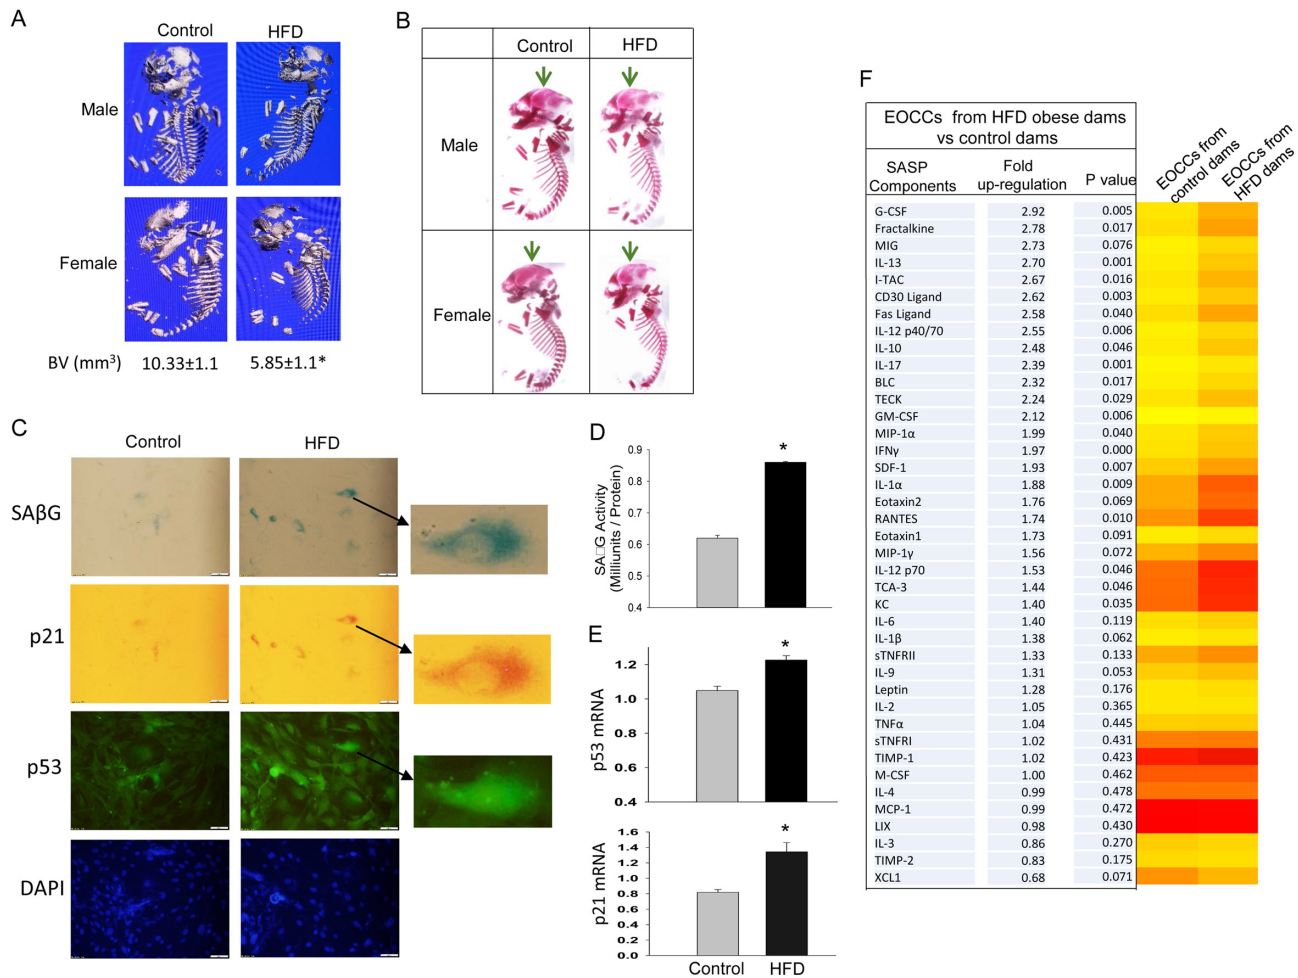 A
Control HFD
Male
Female
BV (mm³) 10.33±1.1 5.85±1.1*
B
Control HFD
Male
Female
C
Control HFD
SAβG
p21
p53
DAPI
D
SA□G Activity
(Milliunits / Protein)
*
1.0
0.9
0.8
0.7
0.6
0.5
0.4
E
p53 mRNA
*
1.2
1.0
0.8
0.6
0.4
p21 mRNA
*
1.6
1.4
1.2
1.0
0.8
0.6
0.4
0.2
0.0
Control HFD
F
EOCCs from HFD obese dams
vs control dams
SASP
Components
Fold
up-regulation
P value
EOCCs from
control dams
EOCCs from
HFD dams
G-CSF 2.92 0.005
Fractalkine 2.78 0.017
MIG 2.73 0.076
IL-13 2.70 0.001
I-TAC 2.67 0.016
CD30 Ligand 2.62 0.003
Fas Ligand 2.58 0.040
IL-12 p40/70 2.55 0.006
IL-10 2.48 0.046
IL-17 2.39 0.001
BLC 2.32 0.017
TECK 2.24 0.029
GM-CSF 2.12 0.006
MIP-1α 1.99 0.040
IFNγ 1.97 0.000
SDF-1 1.93 0.007
IL-1α 1.88 0.009
Eotaxin2 1.76 0.069
RANTES 1.74 0.010
Eotaxin1 1.73 0.091
MIP-1γ 1.56 0.072
IL-12 p70 1.53 0.046
TCA-3 1.44 0.046
KC 1.40 0.035
IL-6 1.40 0.119
IL-1β 1.38 0.062
sTNFRII 1.33 0.133
IL-9 1.31 0.053
Leptin 1.28 0.176
IL-2 1.05 0.365
TNFα 1.04 0.445
sTNFRI 1.02 0.431
TIMP-1 1.02 0.423
M-CSF 1.00 0.462
IL-4 0.99 0.478
MCP-1 0.99 0.472
LIX 0.98 0.430
IL-3 0.86 0.270
TIMP-2 0.83 0.175
XCL1 0.68 0.071